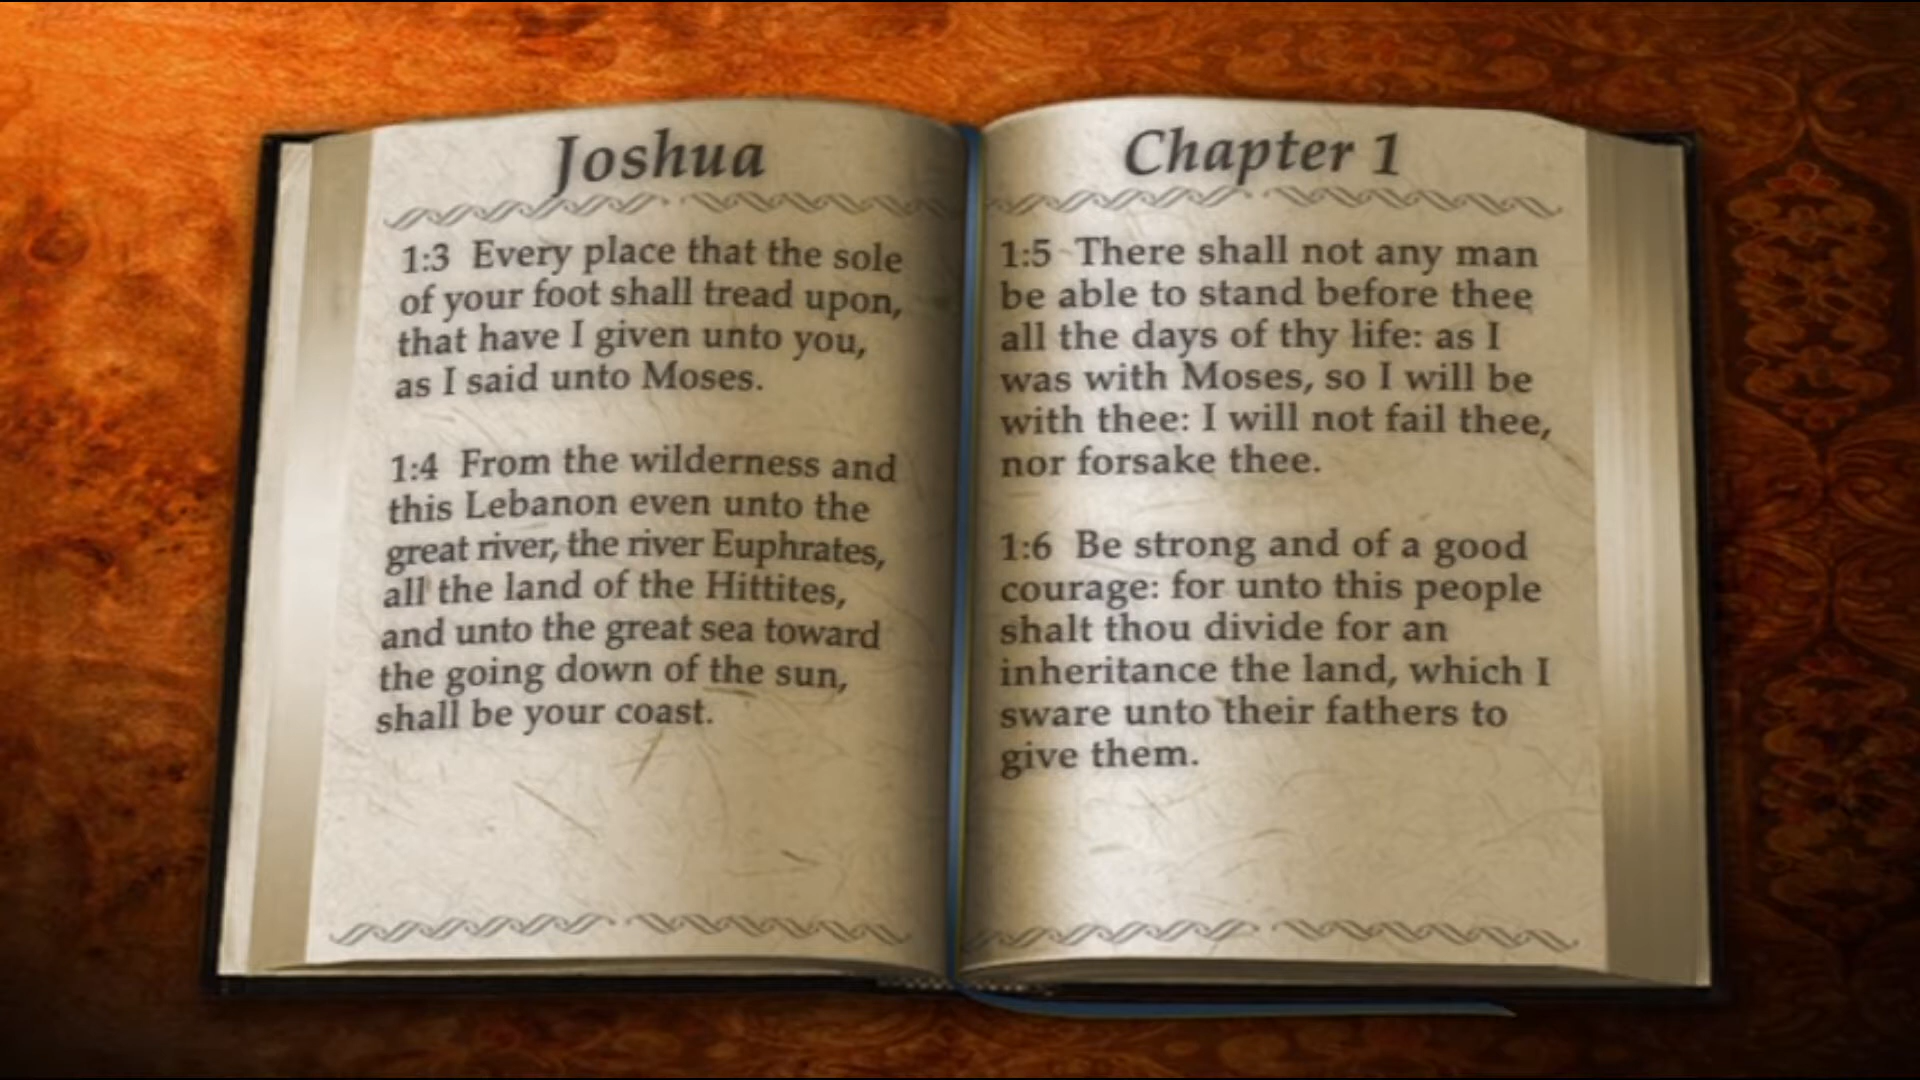 Joshua
1:3 Every place that the sole
of your foot shall tread upon,
that have I given unto you,
as I said unto Moses.
1:4 From the wilderness and
this Lebanon even unto the
great river, the river Euphrates,
all the land of the Hittites,
and unto the great sea toward
the going down of the sun,
shall be your coast.
Chapter 1
1:5 There shall not any man
be able to stand before thee
all the days of thy life: as I
was with Moses, so I will be
with thee: I will not fail thee,
nor forsake thee.
1:6 Be strong and of a good
courage: for unto this people
shalt thou divide for an
inheritance the land, which I
sware unto their fathers to
give them.